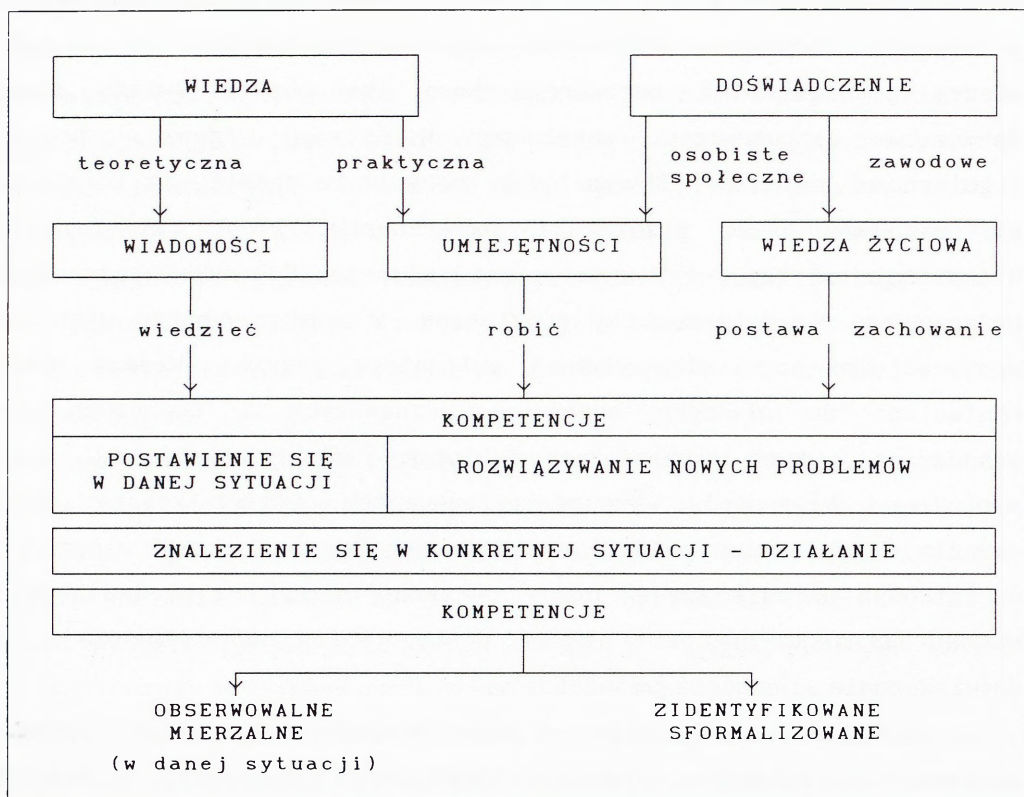 WIEDZA
DOŚWIADCZENIE
teoretyczna
praktyczna
osobiste
społeczne
zawodowe
WIADOMOŚCI
UMIEJĘTNOŚCI
WIEDZA ŻYCIOWA
wiedzieć
robić
postawa zachowanie
KOMPETENCJE
POSTAWIENIE SIĘ
W DANEJ SYTUACJI
ROZWIĄZYWANIE NOWYCH PROBLEMÓW
ZNALEZIENIE SIĘ W KONKRETNEJ SYTUACJI – DZIAŁANIE
KOMPETENCJE
OBSERWOWALNE
MIERZALNE
(w danej sytuacji)
ZIDENTYFIKOWANE
SFORMALIZOWANE